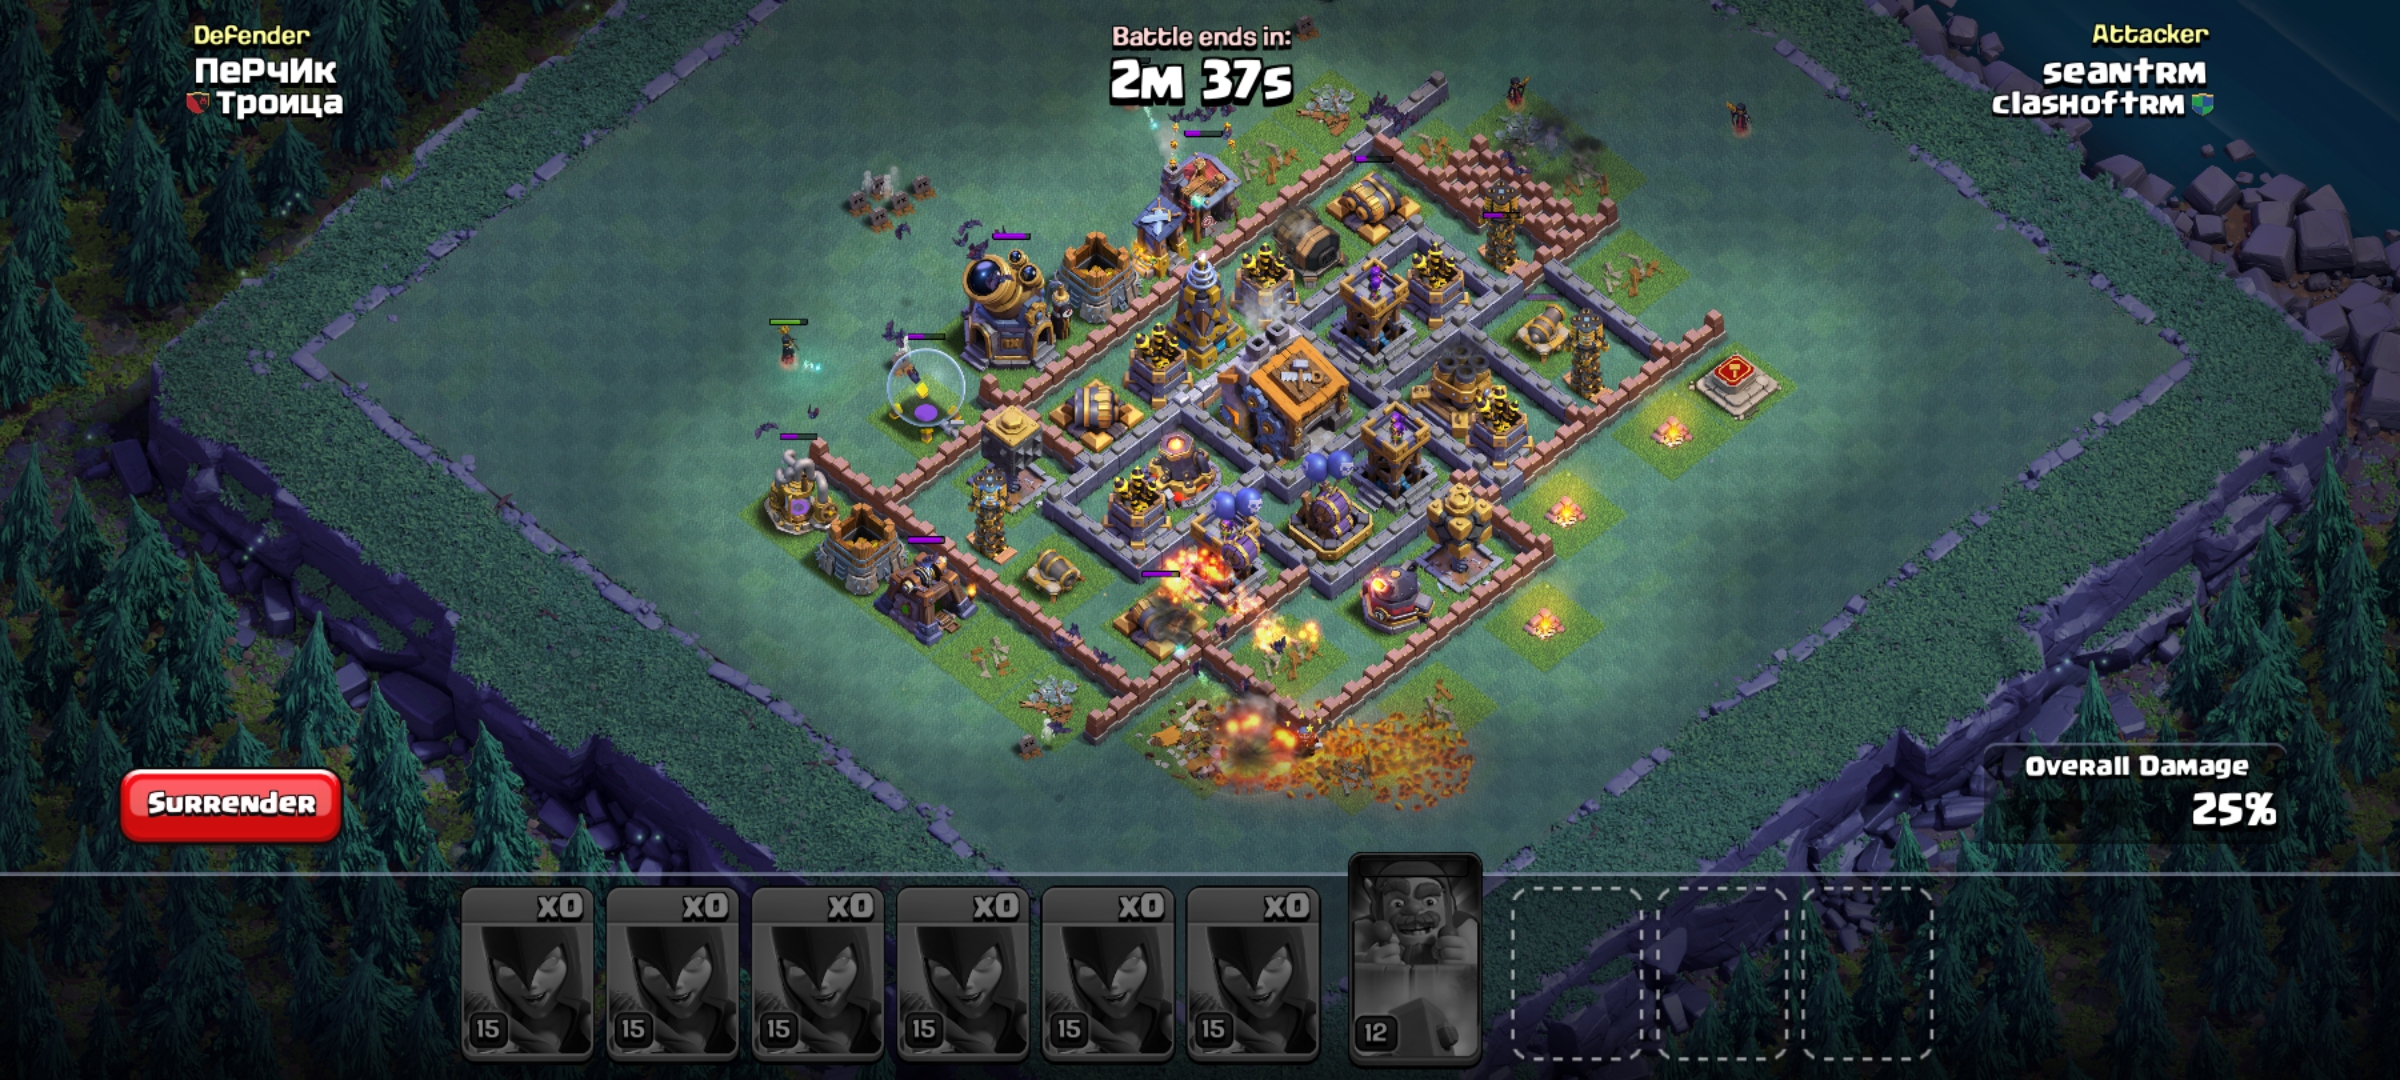 Defender
ПеРчИк
Троица
Battle ends in:
2M 37s
Attacker
seantRM
clashoftRM
Surrender
Overall Damage
25%
x0
x0
x0
x0
x0
x0
15
15
15
15
15
15
12